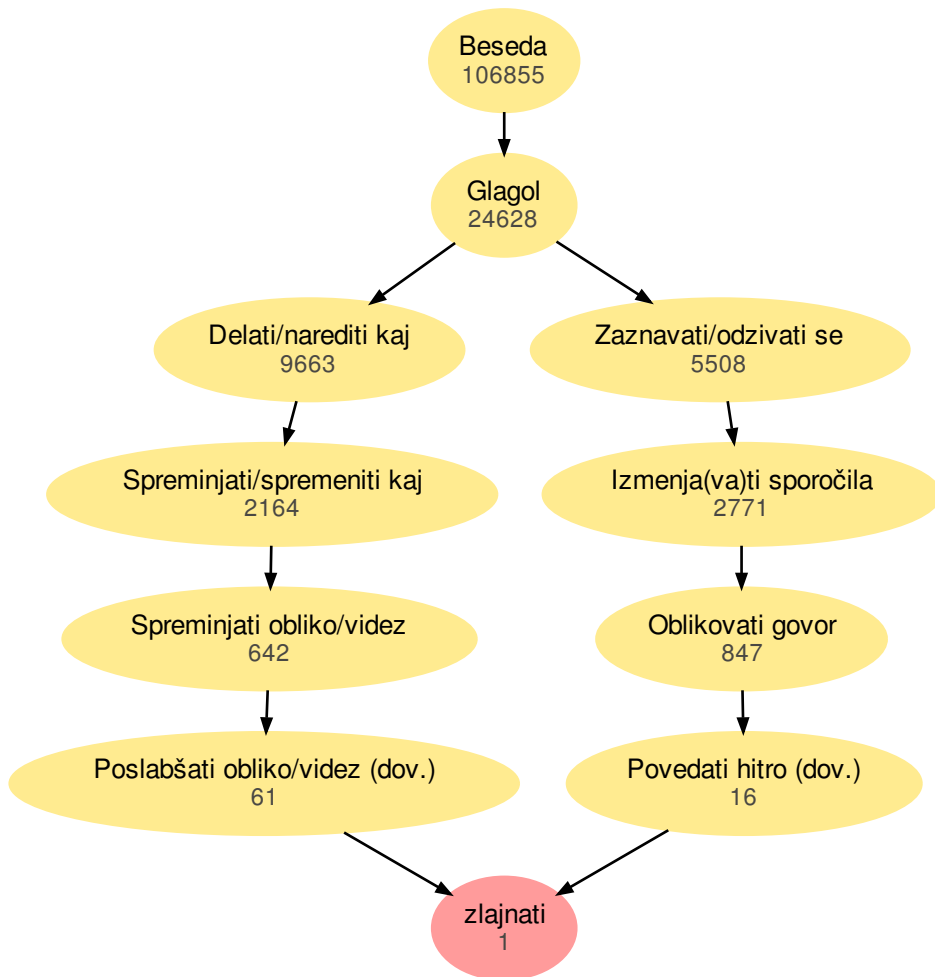 Beseda
106855
Glagol
24628
Delati/narediti kaj
9663
Zaznavati/odzivati se
5508
Spreminjati/spremeniti kaj
2164
Izmenja(va)ti sporočila
2771
Spreminjati obliko/videz
642
Oblikovati govor
847
Poslabšati obliko/videz (dov.)
61
Povedati hitro (dov.)
16
zlajnati
1